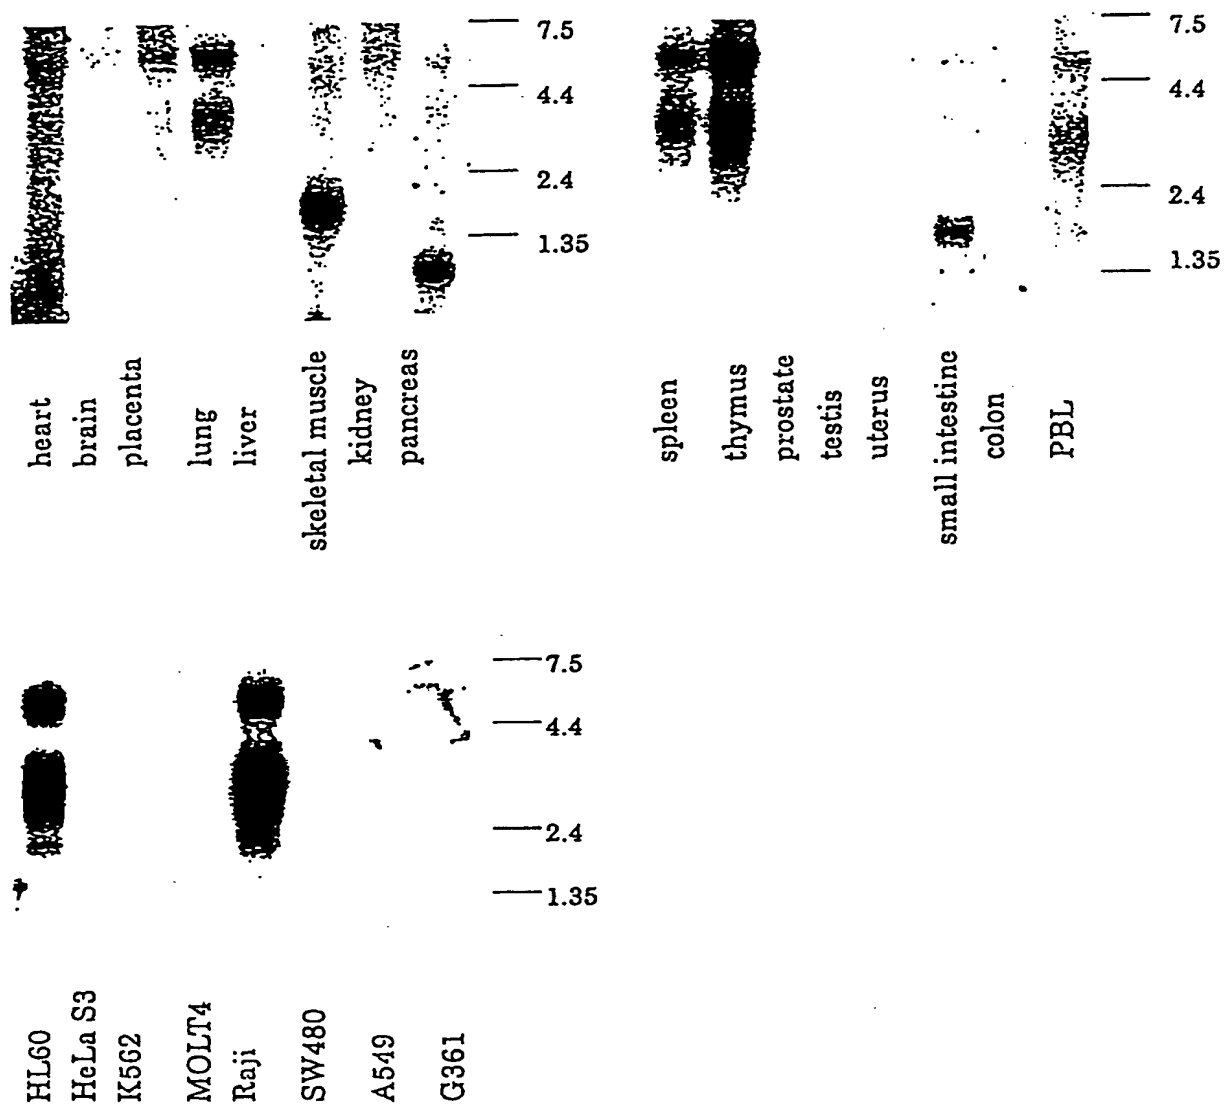 7.5
4.4
2.4
1.35
heart
brain
placenta
lung
liver
skeletal muscle
kidney
pancreas
7.5
4.4
2.4
1.35
spleen
thymus
prostate
testis
uterus
small intestine
colon
PBL
7.5
4.4
2.4
1.35
HL60
HeLa S3
K562
MOLT4
Raji
SW480
A549
G361